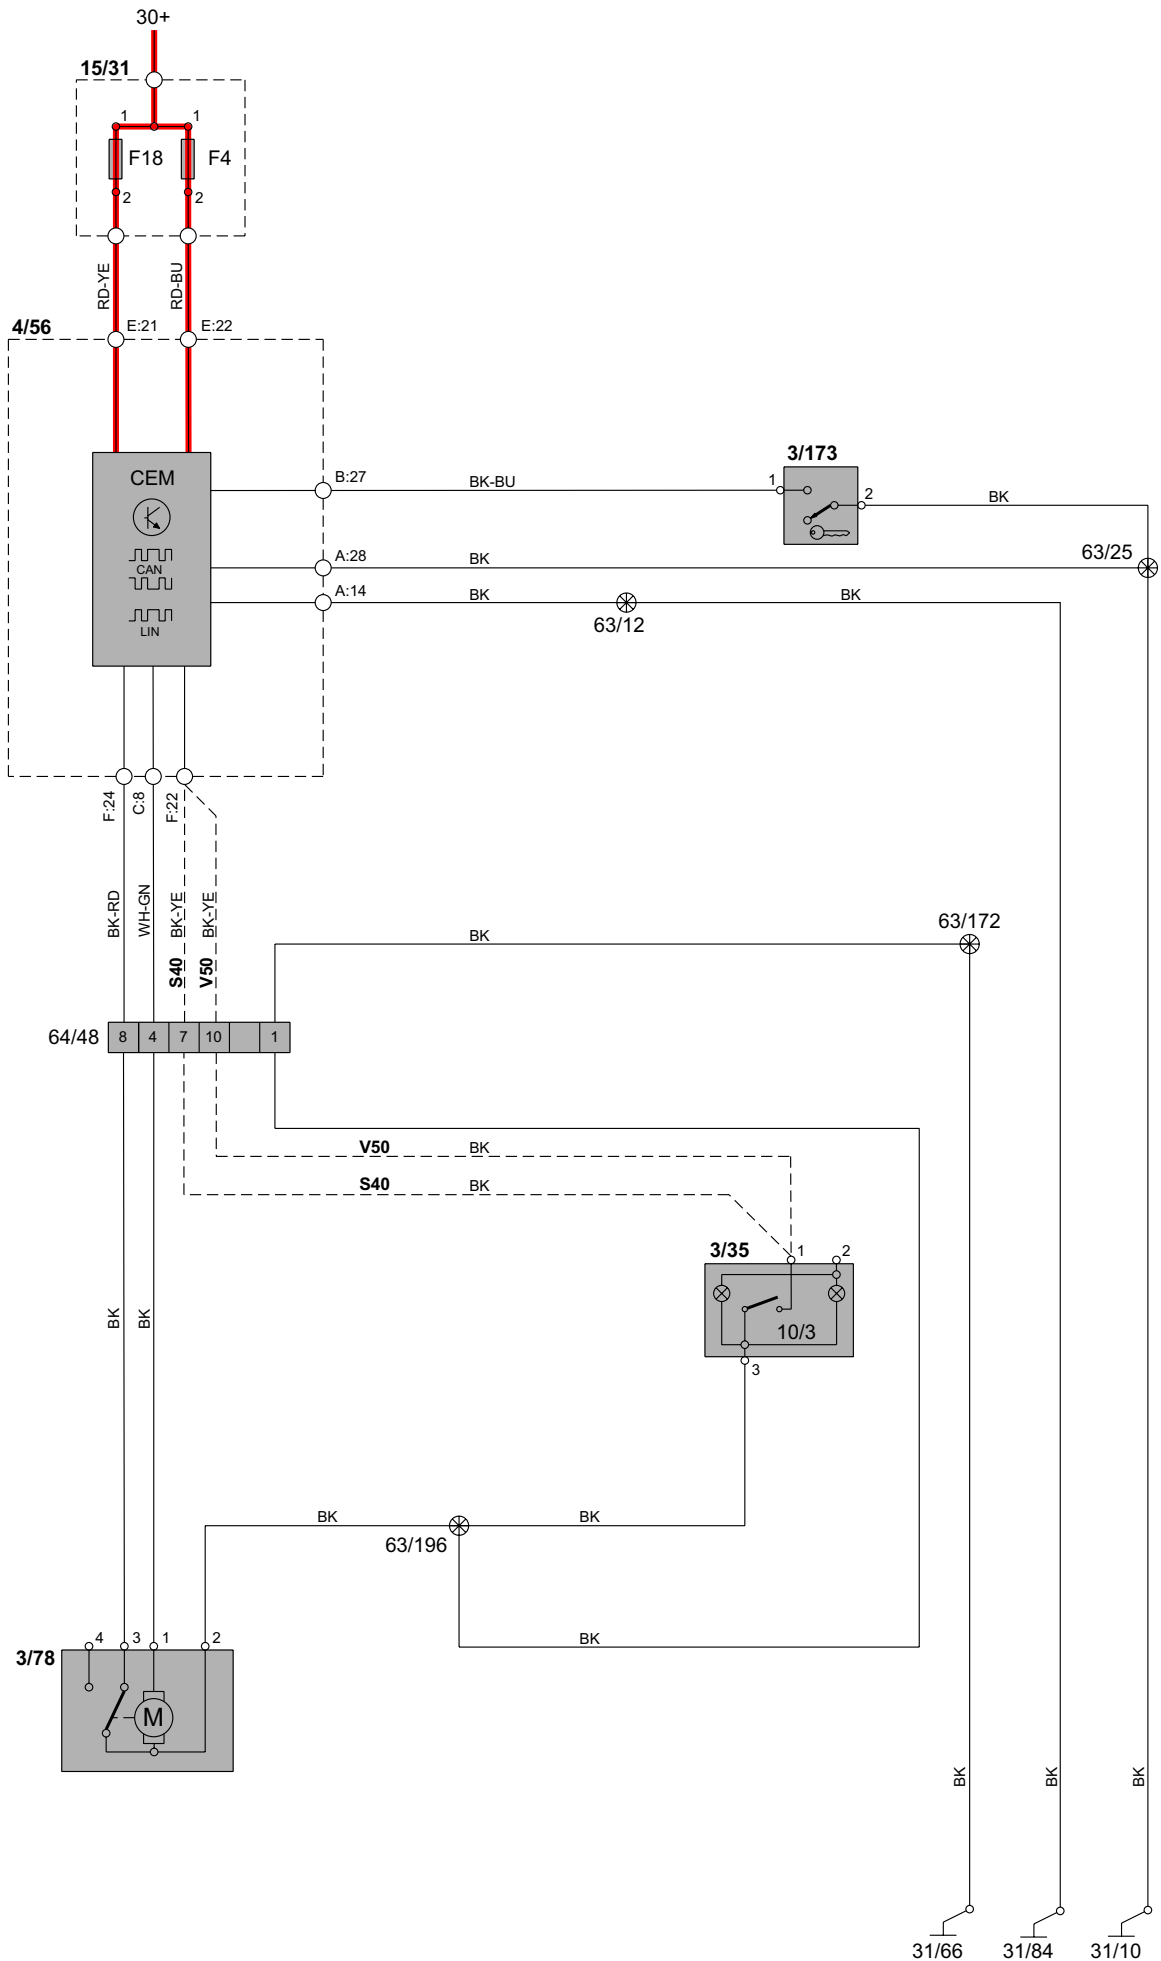 30+
15/31
1 1
F18 F4
2 2
RD-YE RD-BU
4/56
E:21 E:22
CEM
CAN
LIN
B:27 BK-BU
3/173
1 2
BK
A:28 BK
63/25
A:14 BK BK
63/12
F:24 C:8 F:22
BK-RD WH-GN BK-YE BK-YE
S40 V50
BK
63/172
64/48 8 4 7 10 1
V50 BK
S40 BK
3/35
1 2
10/3
3
BK BK
BK BK
63/196
BK
4 3 1 2
3/78
M
BK BK BK
31/66 31/84 31/10